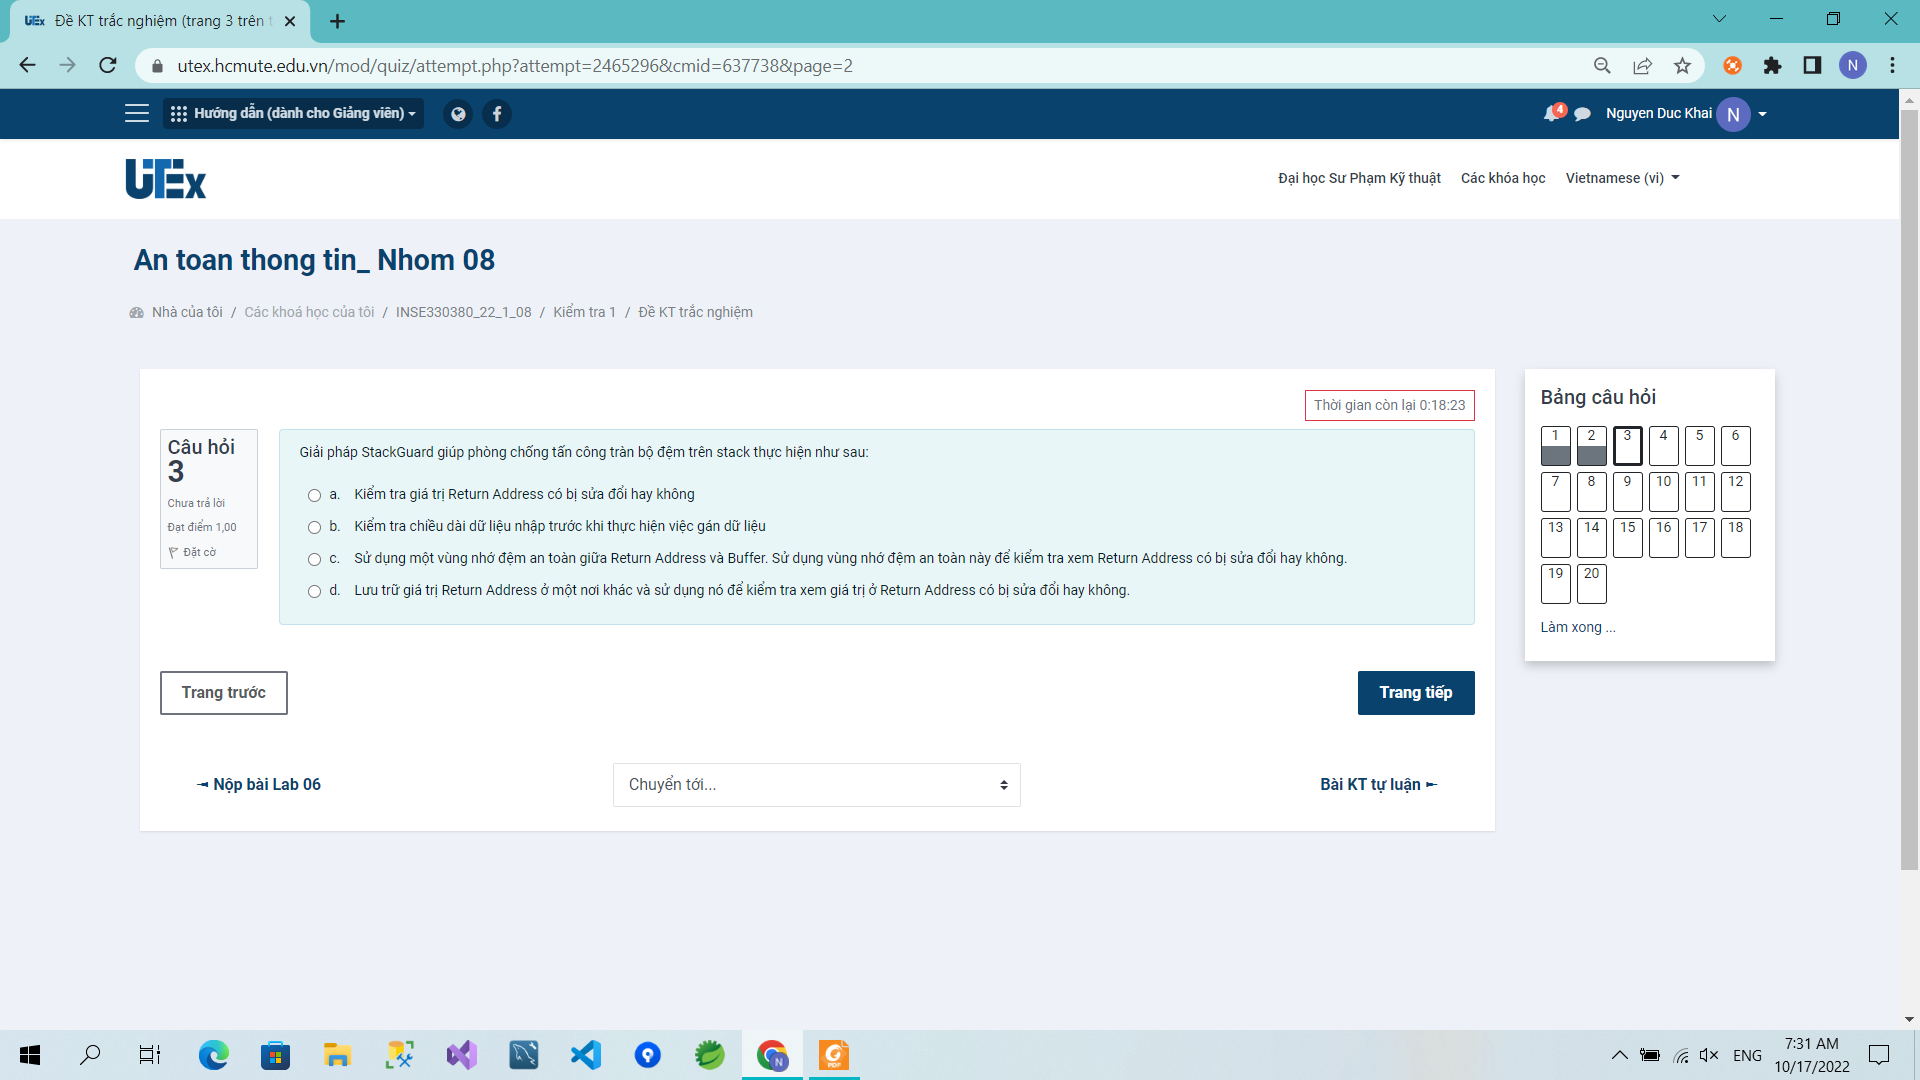 Đề KT trắc nghiệm (trang 3 trên t
utex.hcmute.edu.vn/mod/quiz/attempt.php?attempt=2465296&cmid=637738&page=2
N
Hướng dẫn (dành cho Giảng viên)
4
Nguyen Duc Khai
N
UTEx
Đại học Sư Phạm Kỹ thuật
Các khóa học
Vietnamese (vi)
An toan thong tin_ Nhom 08
Nhà của tôi / Các khoá học của tôi / INSE330380_22_1_08 / Kiểm tra 1 / Đề KT trắc nghiệm
Thời gian còn lại 0:18:23
Câu hỏi
3
Chưa trả lời
Đạt điểm 1,00
Đặt cờ
Giải pháp StackGuard giúp phòng chống tấn công tràn bộ đệm trên stack thực hiện như sau:
a. Kiểm tra giá trị Return Address có bị sửa đổi hay không
b. Kiểm tra chiều dài dữ liệu nhập trước khi thực hiện việc gán dữ liệu
c. Sử dụng một vùng nhớ đệm an toàn giữa Return Address và Buffer. Sử dụng vùng nhớ đệm an toàn này để kiểm tra xem Return Address có bị sửa đổi hay không.
d. Lưu trữ giá trị Return Address ở một nơi khác và sử dụng nó để kiểm tra xem giá trị ở Return Address có bị sửa đổi hay không.
Trang trước
Trang tiếp
◄ Nộp bài Lab 06
Chuyển tới...
Bài KT tự luận ►
Bảng câu hỏi
1 2 3 4 5 6
7 8 9 10 11 12
13 14 15 16 17 18
19 20
Làm xong ...
ENG
7:31 AM
10/17/2022